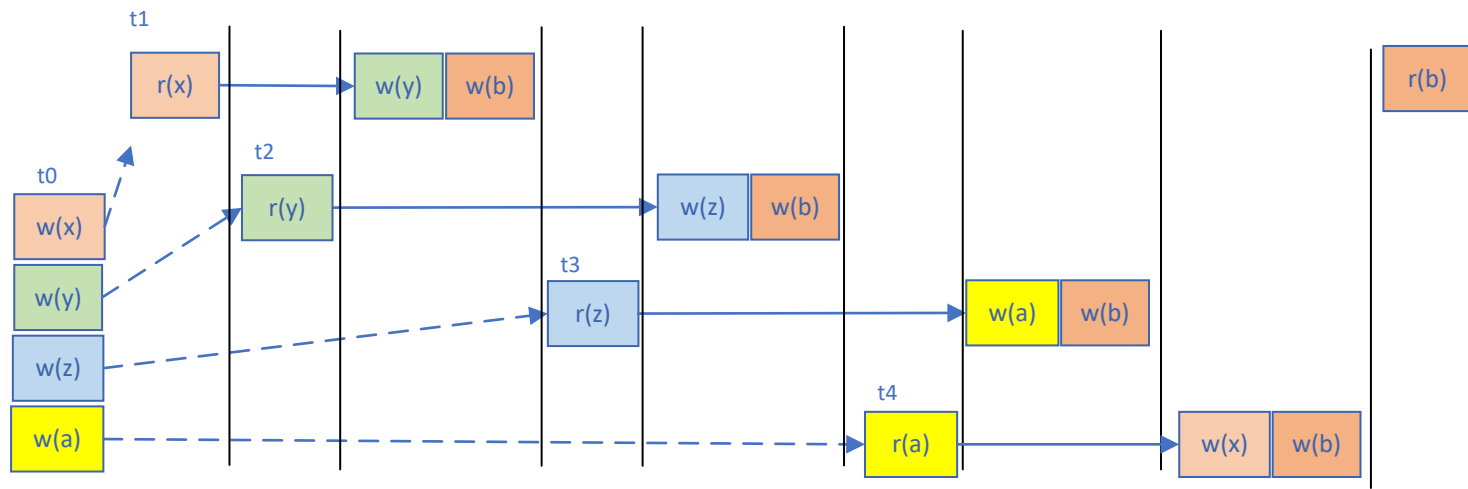 t1
r(x)
w(y) w(b)
r(b)
t2
t0
r(y)
w(z) w(b)
w(x)
t3
w(y)
r(z)
w(a) w(b)
w(z)
t4
w(a)
r(a)
w(x) w(b)